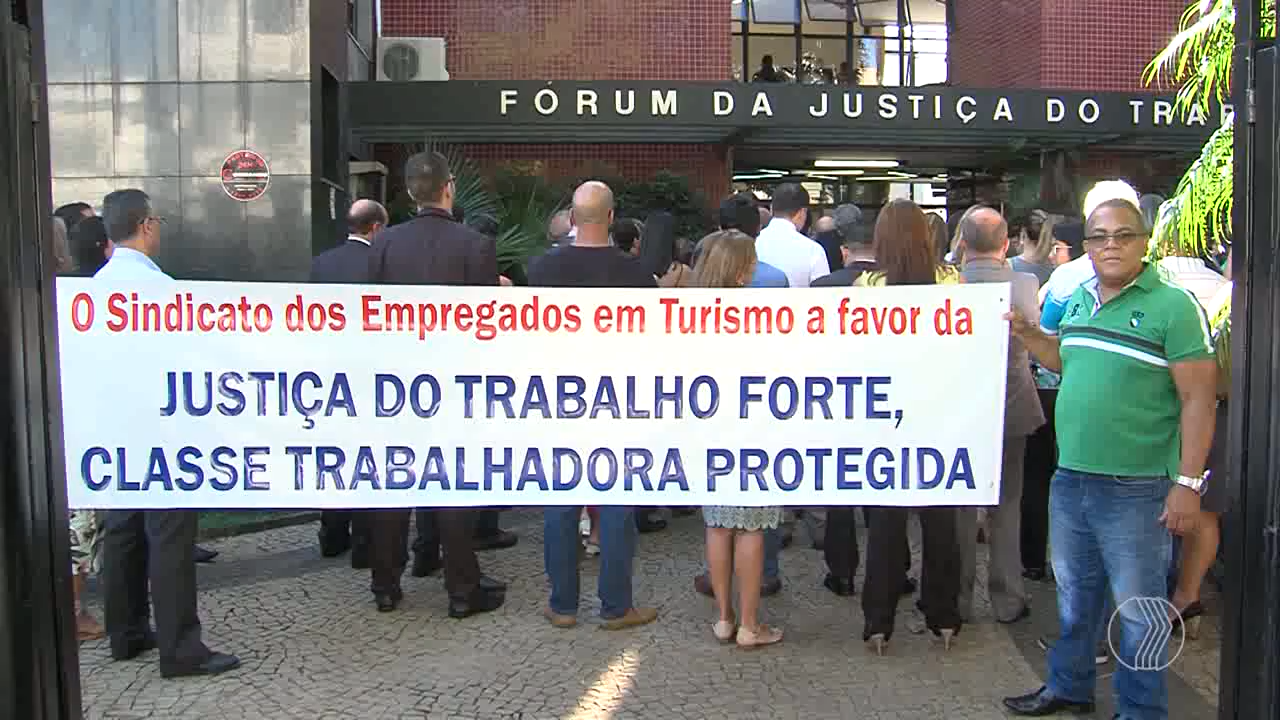 FÓRUM DA JUSTIÇA DO TRA
O Sindicato dos Empregados em Turismo a favor da
JUSTIÇA DO TRABALHO FORTE,
CLASSE TRABALHADORA PROTEGIDA